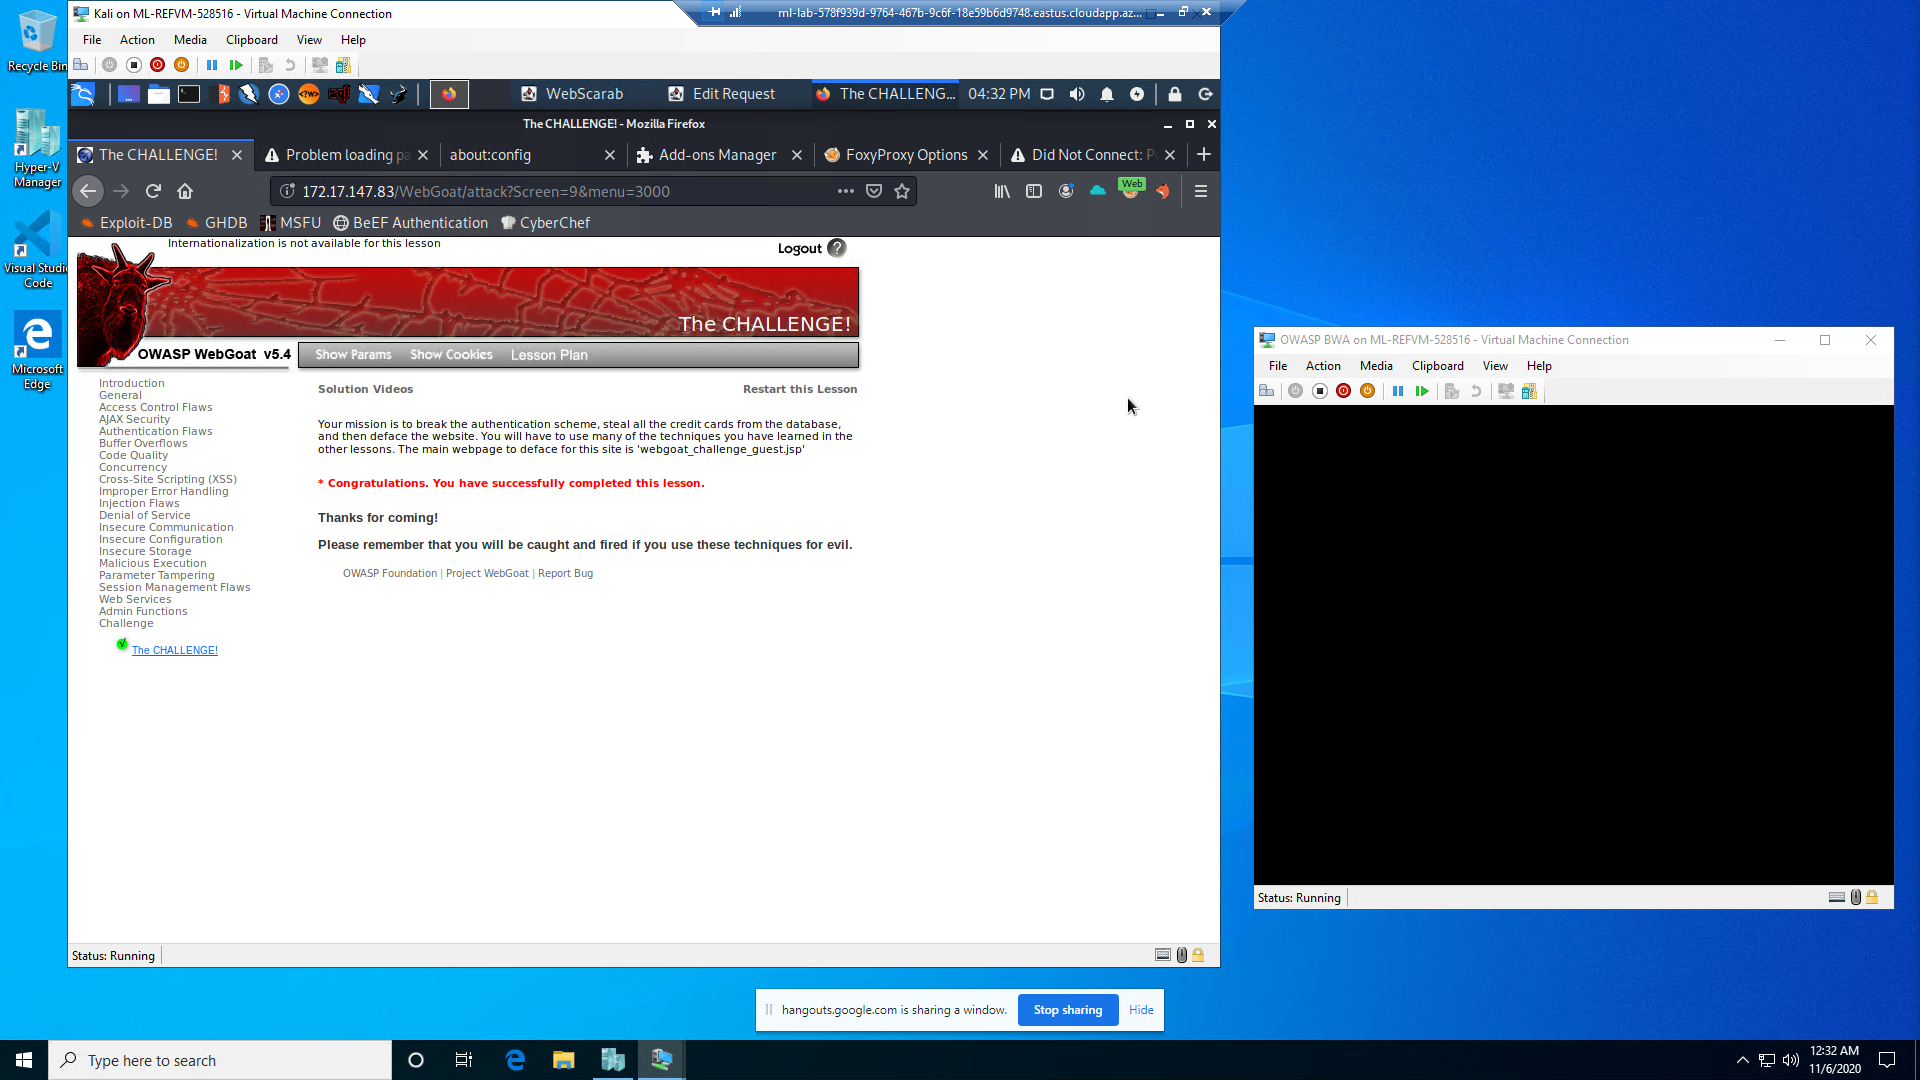 Recycle Bin
Hyper-V
Manager
Visual Studio
Code
Microsoft
Edge
Kali on ML-REFVM-528516 - Virtual Machine Connection
ml-lab-578f939d-9764-467b-9c6f-18e59b6d9748.eastus.cloudapp.az...
File Action Media Clipboard View Help
WebScarab Edit Request The CHALLENG... 04:32 PM
The CHALLENGE! - Mozilla Firefox
The CHALLENGE! Problem loading pa about:config Add-ons Manager FoxyProxy Options Did Not Connect: P
172.17.147.83/WebGoat/attack?Screen=9&menu=3000
Web
Exploit-DB GHDB MSFU BeEF Authentication CyberChef
Internationalization is not available for this lesson
Logout ?
The CHALLENGE!
OWASP WebGoat v5.4
Show Params Show Cookies Lesson Plan
Introduction
General
Access Control Flaws
AJAX Security
Authentication Flaws
Buffer Overflows
Code Quality
Concurrency
Cross-Site Scripting (XSS)
Improper Error Handling
Injection Flaws
Denial of Service
Insecure Communication
Insecure Configuration
Insecure Storage
Malicious Execution
Parameter Tampering
Session Management Flaws
Web Services
Admin Functions
Challenge
The CHALLENGE!
Solution Videos Restart this Lesson
Your mission is to break the authentication scheme, steal all the credit cards from the database,
and then deface the website. You will have to use many of the techniques you have learned in the
other lessons. The main webpage to deface for this site is 'webgoat_challenge_guest.jsp'
* Congratulations. You have successfully completed this lesson.
Thanks for coming!
Please remember that you will be caught and fired if you use these techniques for evil.
OWASP Foundation | Project WebGoat | Report Bug
Status: Running
OWASP BWA on ML-REFVM-528516 - Virtual Machine Connection
File Action Media Clipboard View Help
Status: Running
hangouts.google.com is sharing a window. Stop sharing Hide
Type here to search
12:32 AM
11/6/2020